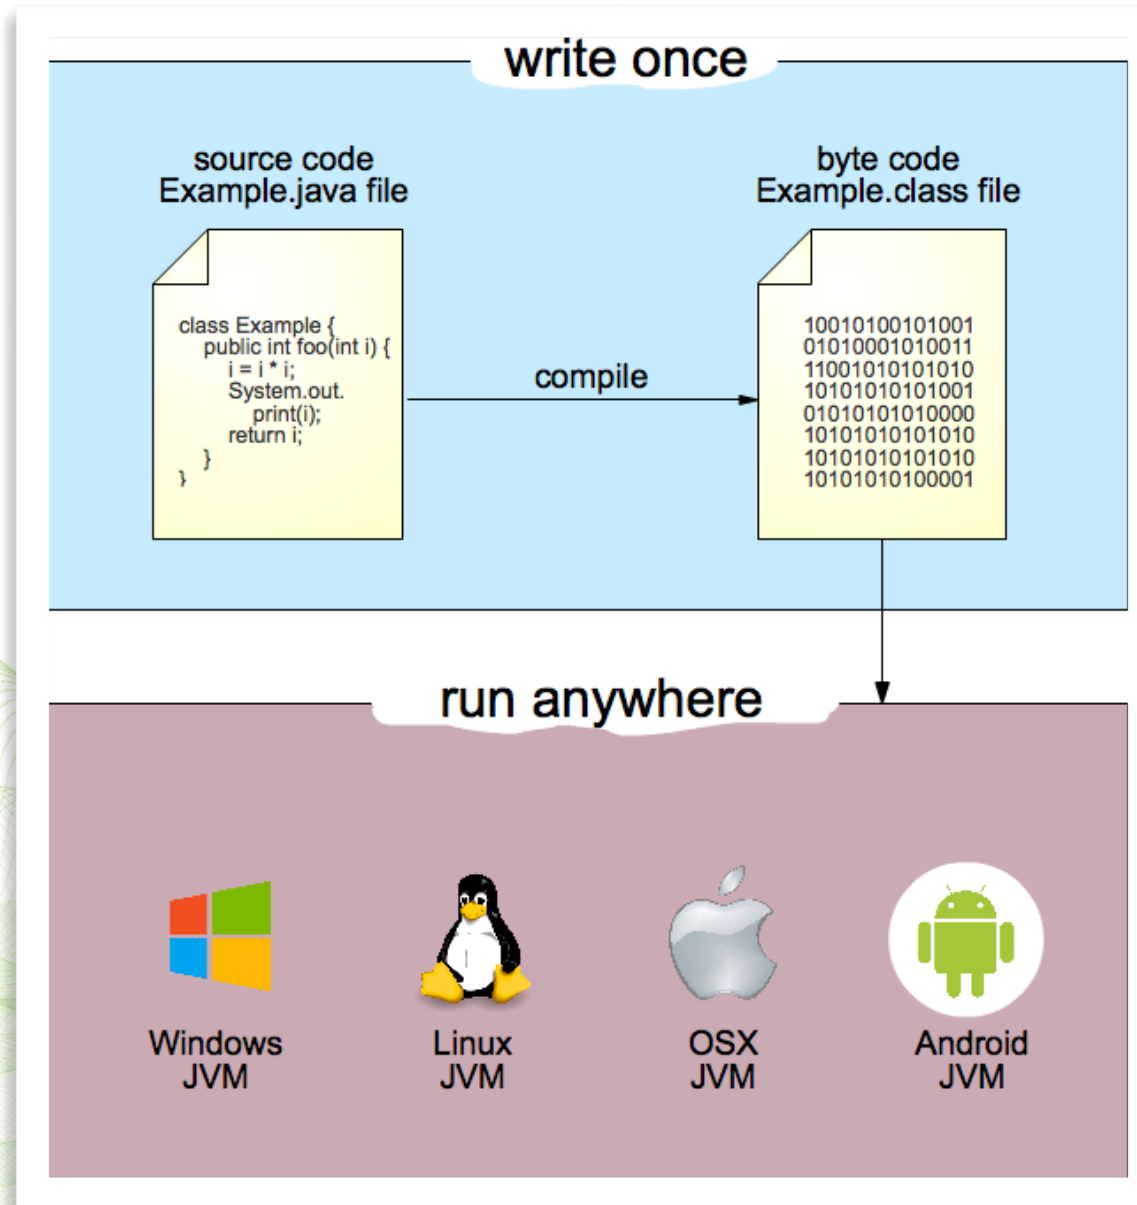 write once
source code
Example.java file
byte code
Example.class file
class Example {
public int foo(int i) {
i = i * i;
System.out.
print(i);
return i;
}
}
compile
10010100101001
01010001010011
11001010101010
10101010101001
01010101010000
10101010101010
10101010101010
10101010100001
run anywhere
Windows
JVM
Linux
JVM
OSX
JVM
Android
JVM